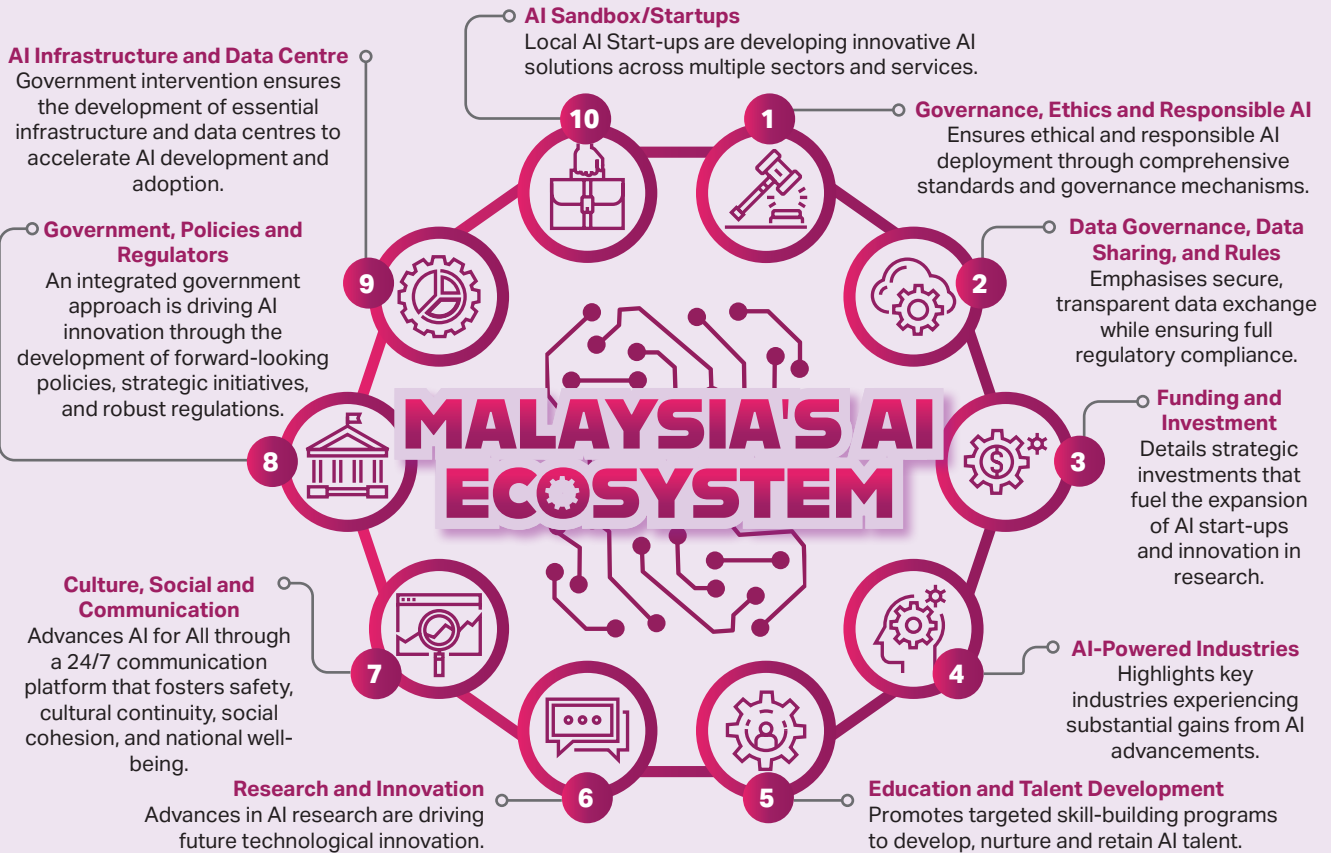 MALAYSIA'S AI
ECOSYSTEM
1
Governance, Ethics and Responsible AI
Ensures ethical and responsible AI
deployment through comprehensive
standards and governance mechanisms.
2
Data Governance, Data
Sharing, and Rules
Emphasises secure,
transparent data exchange
while ensuring full
regulatory compliance.
3
Funding and
Investment
Details strategic
investments that
fuel the expansion
of AI start-ups
and innovation in
research.
4
AI-Powered Industries
Highlights key
industries experiencing
substantial gains from AI
advancements.
5
Education and Talent Development
Promotes targeted skill-building programs
to develop, nurture and retain AI talent.
6
Research and Innovation
Advances in AI research are driving
future technological innovation.
7
Culture, Social and
Communication
Advances AI for All through
a 24/7 communication
platform that fosters safety,
cultural continuity, social
cohesion, and national well-
being.
8
Government, Policies and
Regulators
An integrated government
approach is driving AI
innovation through the
development of forward-looking
policies, strategic initiatives,
and robust regulations.
9
AI Infrastructure and Data Centre
Government intervention ensures
the development of essential
infrastructure and data centres to
accelerate AI development and
adoption.
10
AI Sandbox/Startups
Local AI Start-ups are developing innovative AI
solutions across multiple sectors and services.